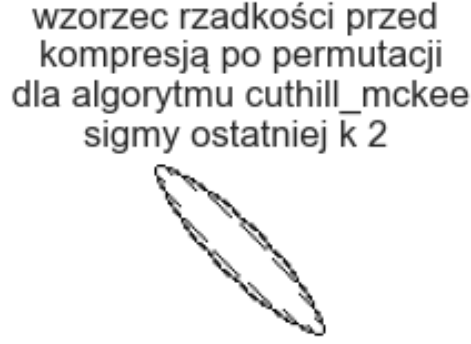 wzorzec rzadkości przed
kompresją po permutacji
dla algorytmu cuthill_mckee
sigmy ostatniej k 2